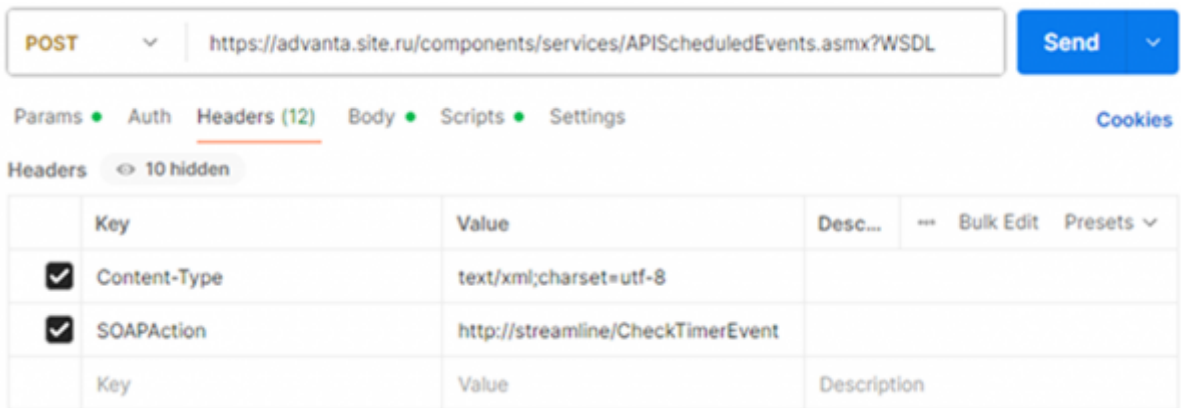 POST https://advanta.site.ru/components/services/APIScheduledEvents.asmx?WSDL Send
Params Auth Headers (12) Body Scripts Settings Cookies
Headers 10 hidden
Key Value Desc... ... Bulk Edit Presets
Content-Type text/xml;charset=utf-8
SOAPAction http://streamline/CheckTimerEvent
Key Value Description